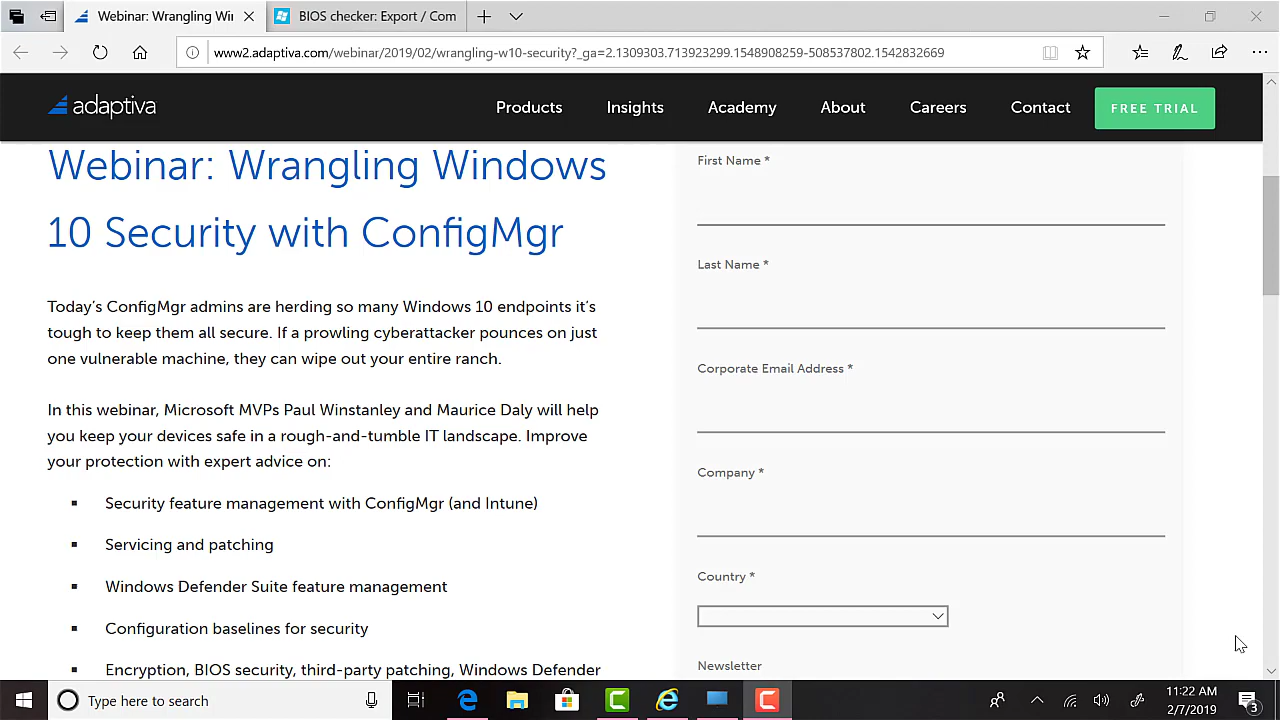 Webinar: Wrangling Wi
BIOS checker: Export / Com
www2.adaptiva.com/webinar/2019/02/wrangling-w10-security?_ga=2.1309303.713923299.1548908259-508537802.1542832669
adaptiva
Products
Insights
Academy
About
Careers
Contact
FREE TRIAL
Webinar: Wrangling Windows
10 Security with ConfigMgr
Today’s ConfigMgr admins are herding so many Windows 10 endpoints it’s
tough to keep them all secure. If a prowling cyberattacker pounces on just
one vulnerable machine, they can wipe out your entire ranch.
In this webinar, Microsoft MVPs Paul Winstanley and Maurice Daly will help
you keep your devices safe in a rough-and-tumble IT landscape. Improve
your protection with expert advice on:
Security feature management with ConfigMgr (and Intune)
Servicing and patching
Windows Defender Suite feature management
Configuration baselines for security
Encryption, BIOS security, third-party patching, Windows Defender
First Name *
Last Name *
Corporate Email Address *
Company *
Country *
Newsletter
Type here to search
11:22 AM
2/7/2019
3